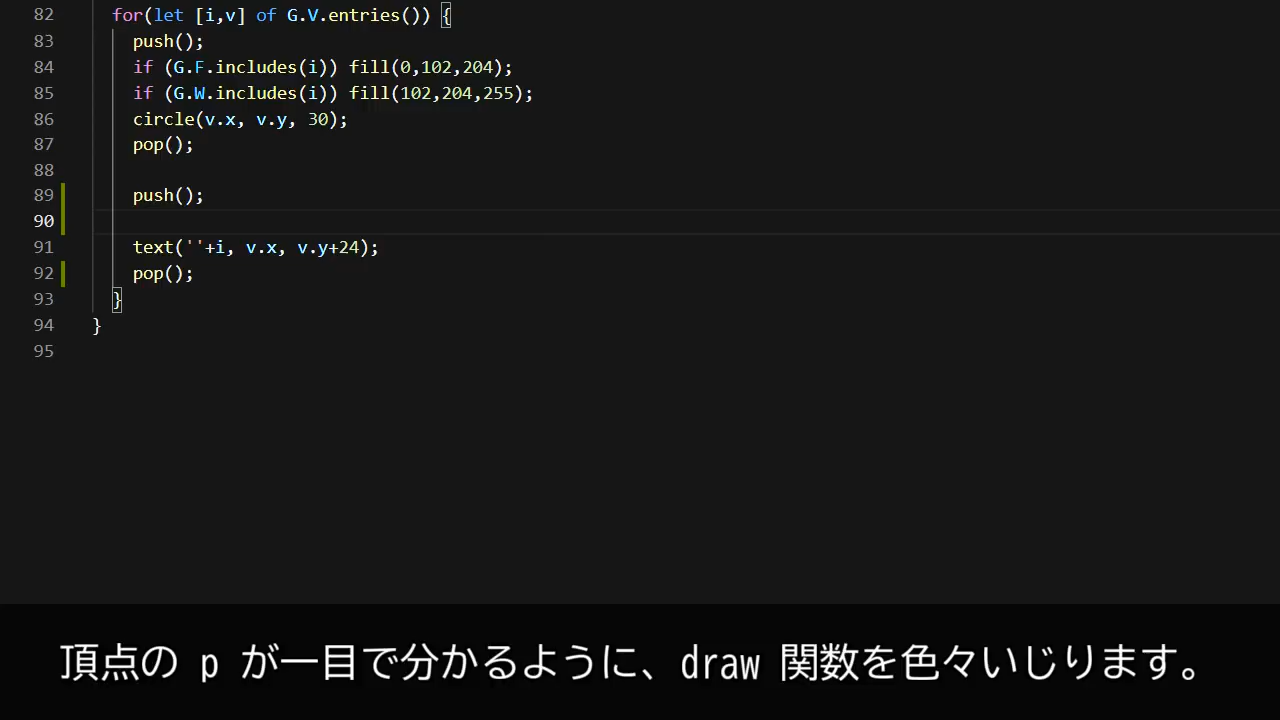 82 for(let [i,v] of G.V.entries()) {
83 push();
84 if (G.F.includes(i)) fill(0,102,204);
85 if (G.W.includes(i)) fill(102,204,255);
86 circle(v.x, v.y, 30);
87 pop();
88
89 push();
90
91 text(''+i, v.x, v.y+24);
92 pop();
93 }
94 }
95
頂点の p が一目で分かるように、draw 関数を色々いじります。